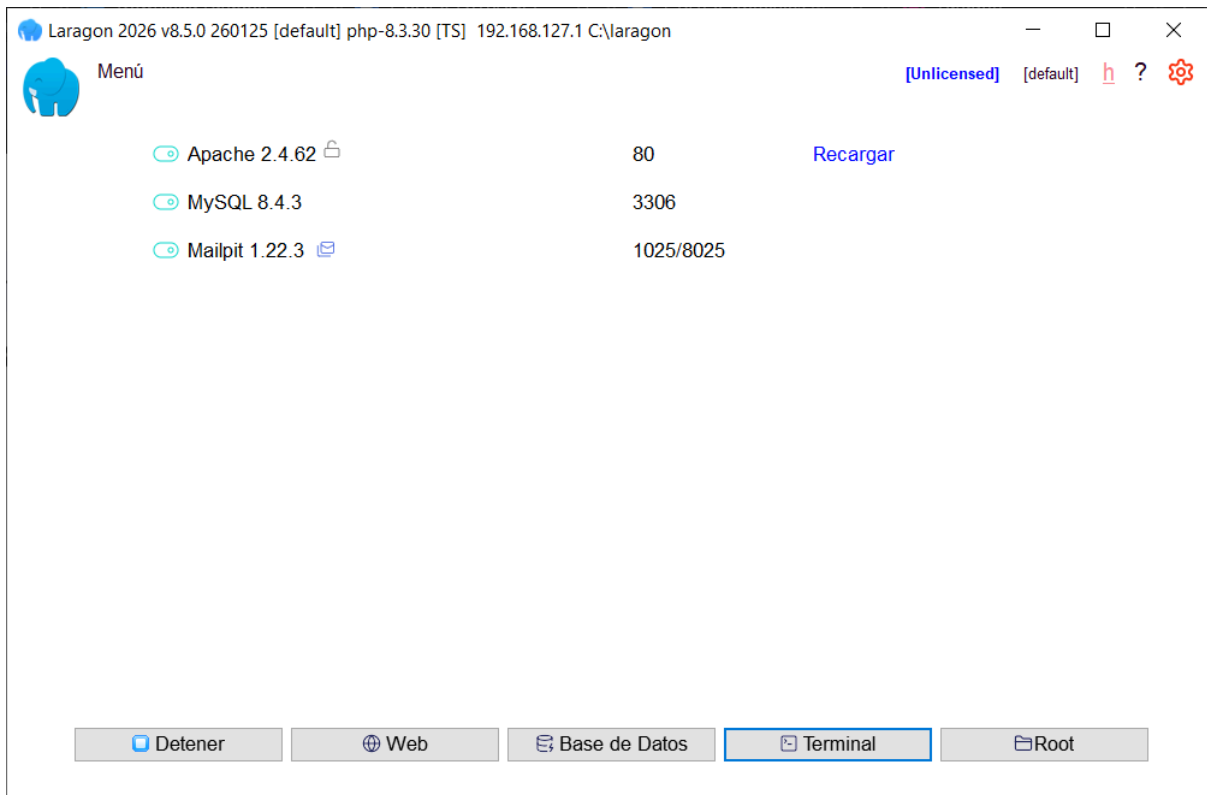 Laragon 2026 v8.5.0 260125 [default] php-8.3.30 [TS] 192.168.127.1 C:\laragon
Menú [Unlicensed] [default] h ?
Apache 2.4.62 80 Recargar
MySQL 8.4.3 3306
Mailpit 1.22.3 1025/8025
Detener Web Base de Datos Terminal Root